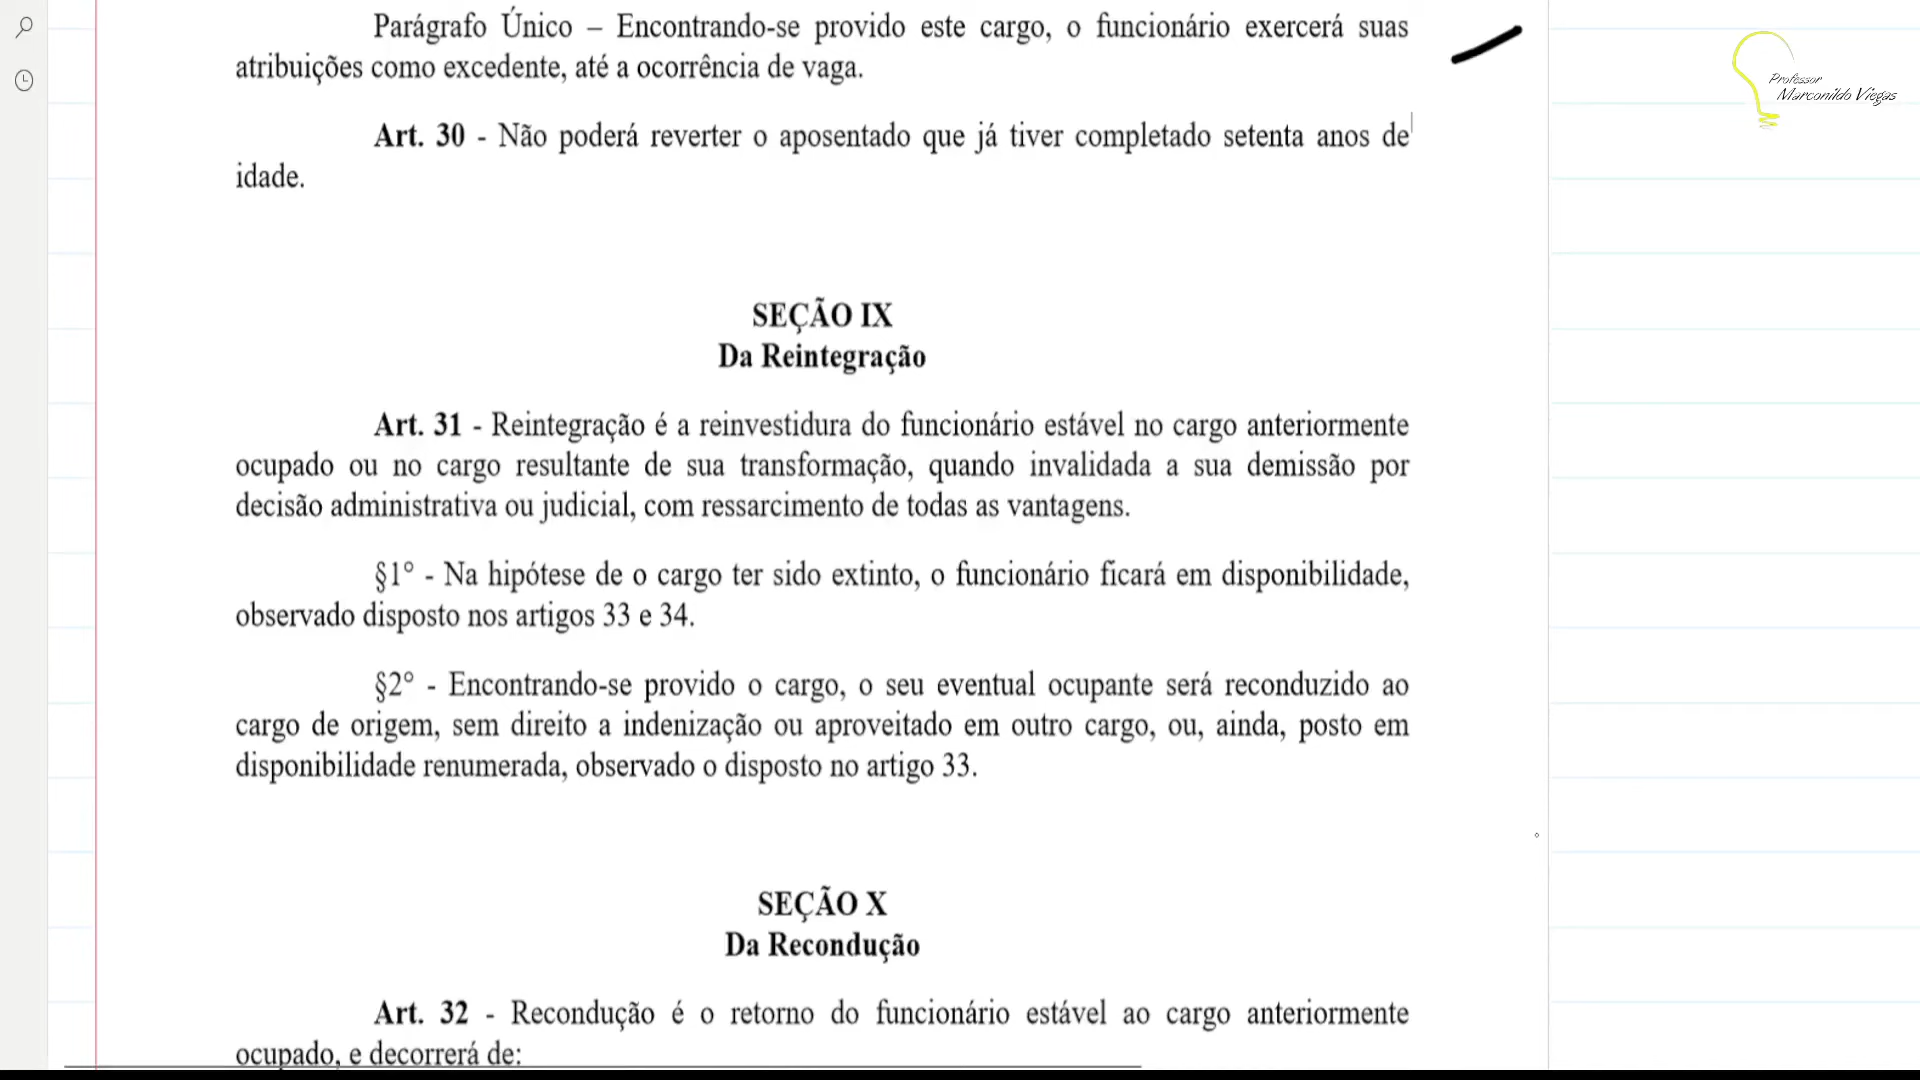 Parágrafo Único – Encontrando-se provido este cargo, o funcionário exercerá suas
atribuições como excedente, até a ocorrência de vaga.
Art. 30 - Não poderá reverter o aposentado que já tiver completado setenta anos de
idade.
SEÇÃO IX
Da Reintegração
Art. 31 - Reintegração é a reinvestidura do funcionário estável no cargo anteriormente
ocupado ou no cargo resultante de sua transformação, quando invalidada a sua demissão por
decisão administrativa ou judicial, com ressarcimento de todas as vantagens.
§1° - Na hipótese de o cargo ter sido extinto, o funcionário ficará em disponibilidade,
observado disposto nos artigos 33 e 34.
§2° - Encontrando-se provido o cargo, o seu eventual ocupante será reconduzido ao
cargo de origem, sem direito a indenização ou aproveitado em outro cargo, ou, ainda, posto em
disponibilidade renumerada, observado o disposto no artigo 33.
SEÇÃO X
Da Recondução
Art. 32 - Recondução é o retorno do funcionário estável ao cargo anteriormente
ocupado, e decorrerá de:
Professor
Marconildo Viegas